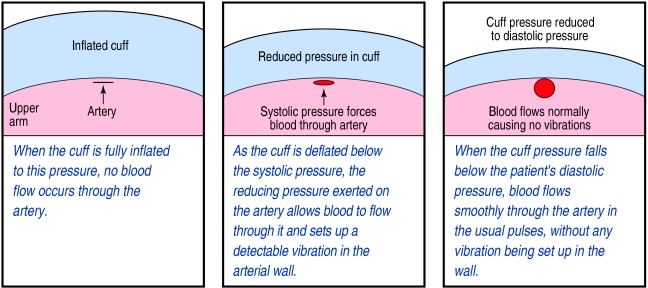 Inflated cuff
Upper
arm
Artery
When the cuff is fully inflated
to this pressure, no blood
flow occurs through the
artery.
Reduced pressure in cuff
Systolic pressure forces
blood through artery
As the cuff is deflated below
the systolic pressure, the
reducing pressure exerted on
the artery allows blood to flow
through it and sets up a
detectable vibration in the
arterial wall.
Cuff pressure reduced
to diastolic pressure
Blood flows normally
causing no vibrations
When the cuff pressure falls
below the patient's diastolic
pressure, blood flows
smoothly through the artery in
the usual pulses, without any
vibration being set up in the
wall.